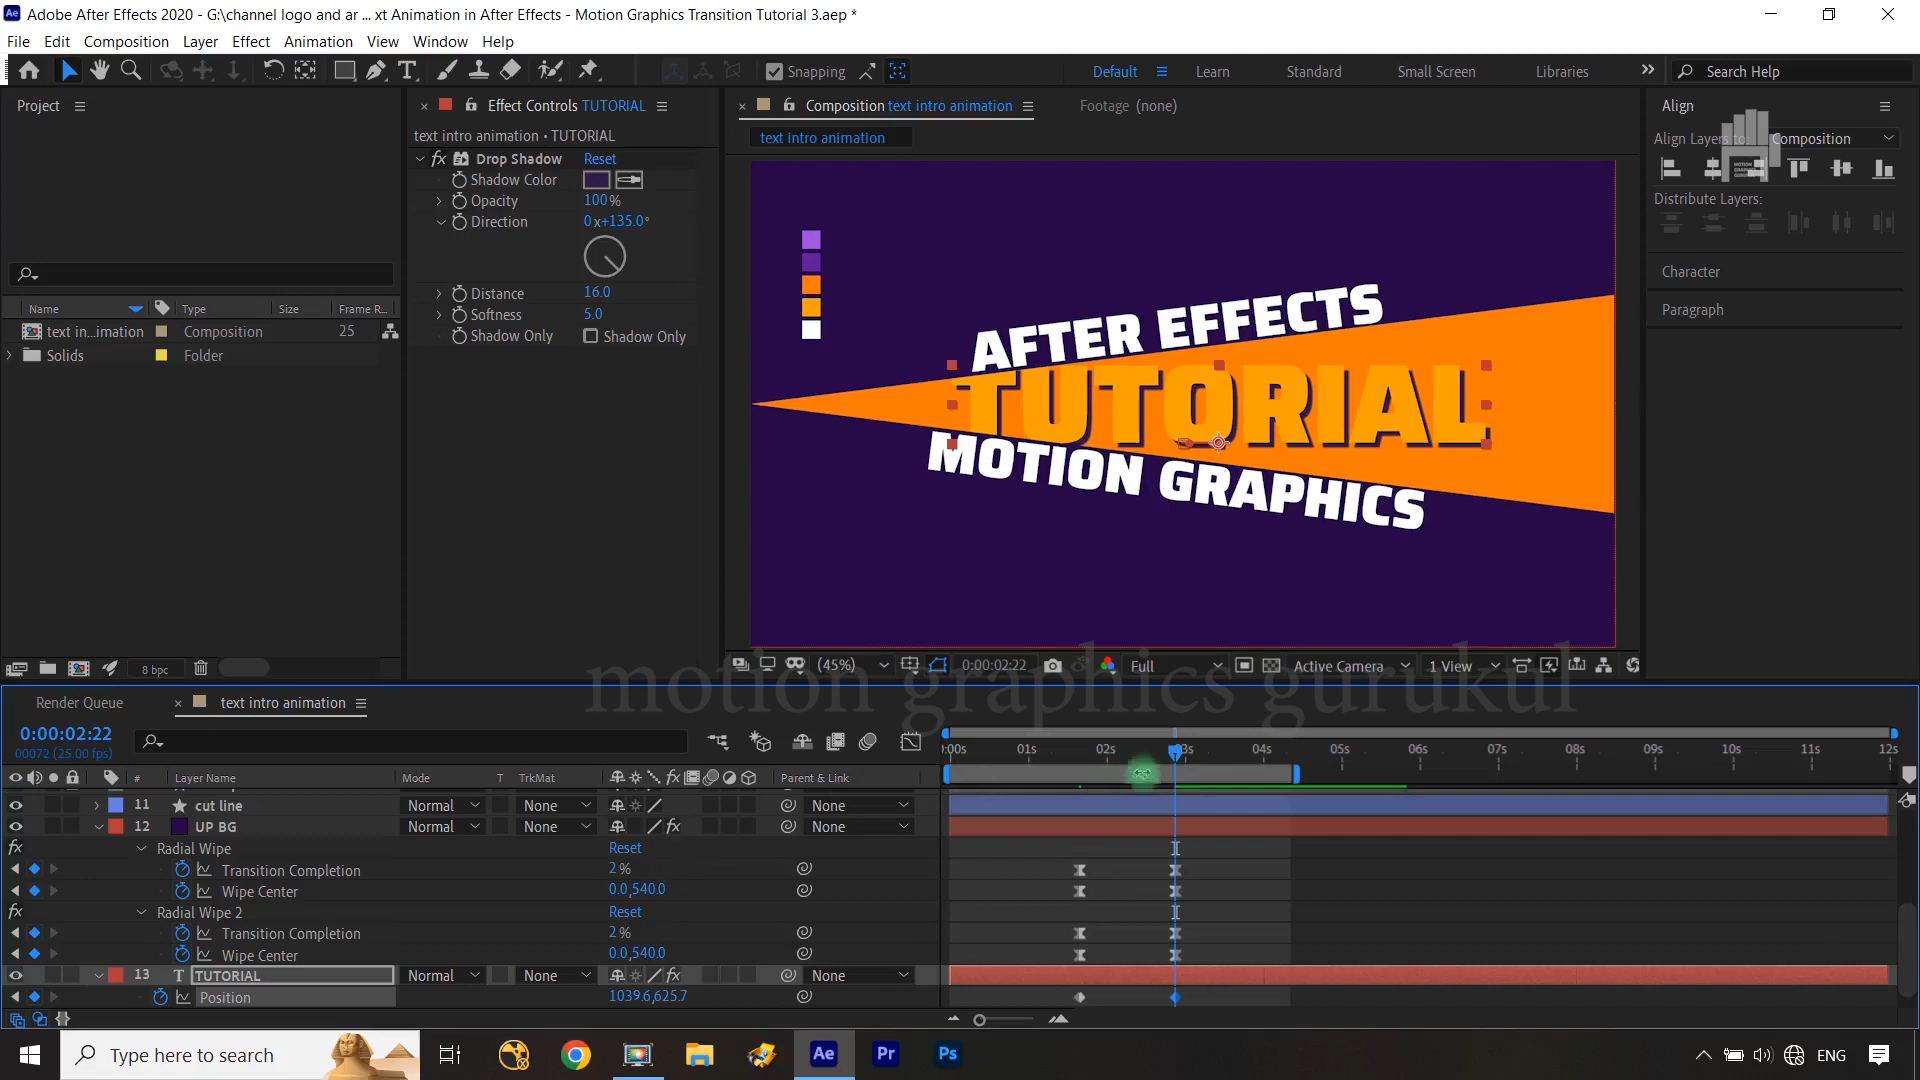 Adobe After Effects 2020 - G:\channel logo and ar ... xt Animation in After Effects - Motion Graphics Transition Tutorial 3.aep *
File Edit Composition Layer Effect Animation View Window Help
Snapping Default Learn Standard Small Screen Libraries Search Help
Project
Effect Controls TUTORIAL
Composition text intro animation
Footage (none)
Align
text intro animation • TUTORIAL
text intro animation
Align Layers to: Composition
fx Drop Shadow Reset
Shadow Color
Opacity 100%
Direction 0x+135.0°
Distance 16.0
Softness 5.0
Shadow Only Shadow Only
Distribute Layers:
Character
Paragraph
Name Type Size Frame R...
text in...imation Composition 25
Solids Folder
AFTER EFFECTS
TUTORIAL
MOTION GRAPHICS
8 bpc
(45%) 0:00:02:22 Full Active Camera 1 View
motion graphics gurukul
Render Queue text intro animation
0:00:02:22
00072 (25.00 fps)
:00s 01s 02s 03s 04s 05s 06s 07s 08s 09s 10s 11s 12s
# Layer Name Mode T TrkMat fx Parent & Link
11 cut line Normal None None
12 UP BG Normal None fx None
fx Radial Wipe Reset
Transition Completion 2%
Wipe Center 0.0,540.0
fx Radial Wipe 2 Reset
Transition Completion 2%
Wipe Center 0.0,540.0
13 T TUTORIAL Normal None fx None
Position 1039.6,625.7
Type here to search Ae Pr Ps ENG